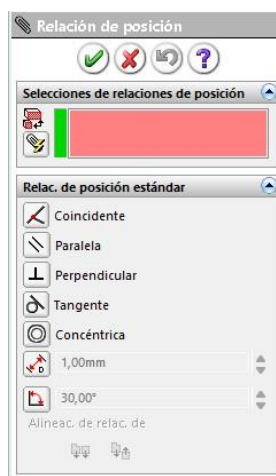 Relación de posición
Selecciones de relaciones de posición
Relac. de posición estándar
Coincidente
Paralela
Perpendicular
Tangente
Concéntrica
1,00mm
30,00°
Alineac. de relac. de